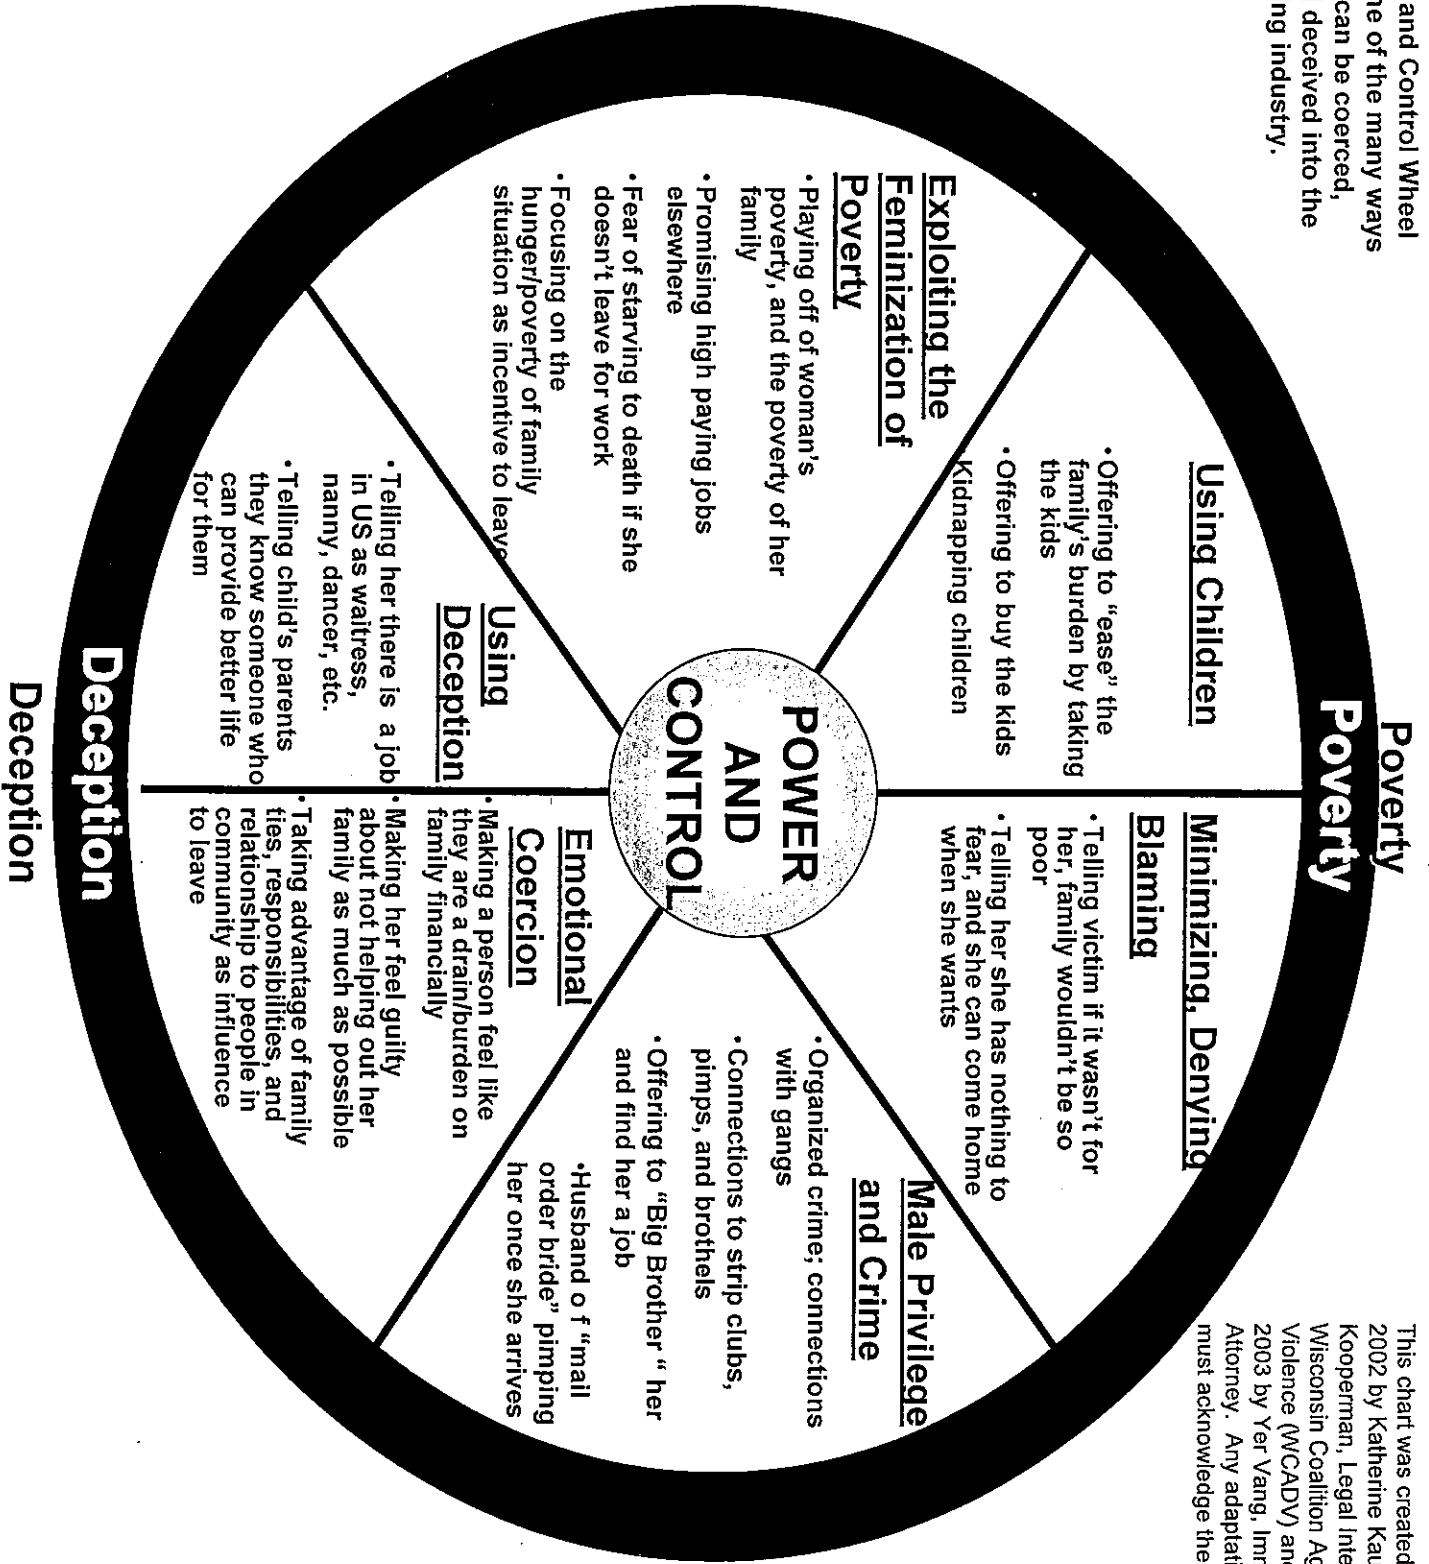 and Control Wheel
of the many ways
can be coerced,
deceived into the
industry.
This chart was created
2002 by Katherine
Kooperman, Legal
Wisconsin Coalition
Violence (WCADV)
2003 by Yer Vang,
Attorney. Any
must acknowledge the
Poverty
Poverty
Using Children
•Offering to “ease” the
family's burden by taking
the kids
•Offering to buy the kids
Kidnapping children
Minimizing, Denying
Blaming
•Telling victim if it wasn't for
her, family wouldn't be so
poor
•Telling her she has nothing to
fear, and she can come home
when she wants
Exploiting the
Feminization of
Poverty
•Playing off of woman's
poverty, and the poverty of her
family
•Promising high paying jobs
elsewhere
•Fear of starving to death if she
doesn't leave for work
•Focusing on the
hunger/poverty of family
situation as incentive to leave
POWER
AND
CONTROL
Male Privilege
and Crime
•Organized crime; connections
with gangs
•Connections to strip clubs,
pimps, and brothels
•Offering to “Big Brother “ her
and find her a job
•Husband o f “mail
order bride” pimping
her once she arrives
Using
Deception
•Telling her there is a job
in US as waitress,
nanny, dancer, etc.
•Telling child's parents
they know someone who
can provide better life
for them
Emotional
Coercion
•Making a person feel like
they are a drain/burden on
family financially
•Making her feel guilty
about not helping out her
family as much as possible
•Taking advantage of family
ties, responsibilities, and
relationship to people in
community as influence
to leave
Deception
Deception